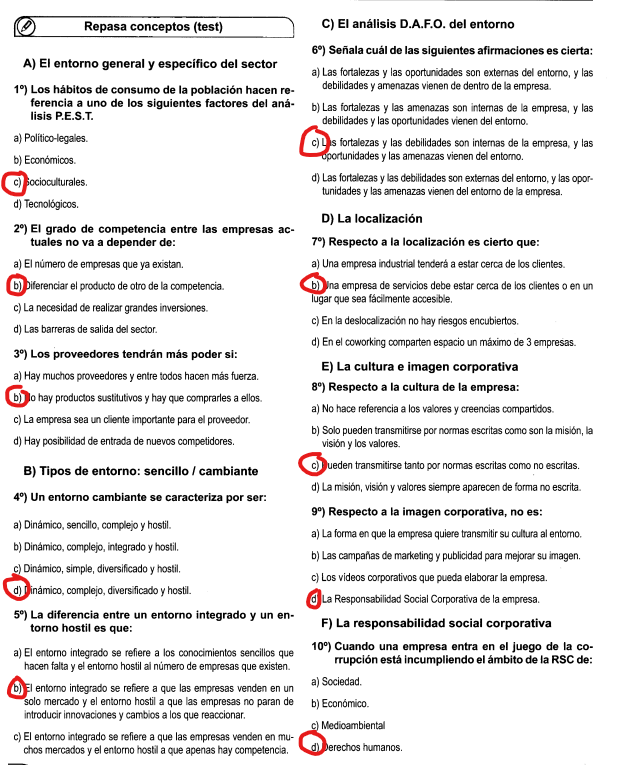 Repasa conceptos (test)
A) El entorno general y específico del sector
1º) Los hábitos de consumo de la población hacen re-
ferencia a uno de los siguientes factores del aná-
lisis P.E.S.T.
a) Político-legales.
b) Económicos.
c) Socioculturales.
d) Tecnológicos.
2º) El grado de competencia entre las empresas ac-
tuales no va a depender de:
a) El número de empresas que ya existan.
b) Diferenciar el producto de otro de la competencia.
c) La necesidad de realizar grandes inversiones.
d) Las barreras de salida del sector.
3º) Los proveedores tendrán más poder si:
a) Hay muchos proveedores y entre todos hacen más fuerza.
b) No hay productos sustitutivos y hay que comprarles a ellos.
c) La empresa sea un cliente importante para el proveedor.
d) Hay posibilidad de entrada de nuevos competidores.
B) Tipos de entorno: sencillo / cambiante
4º) Un entorno cambiante se caracteriza por ser:
a) Dinámico, sencillo, complejo y hostil.
b) Dinámico, complejo, integrado y hostil.
c) Dinámico, simple, diversificado y hostil.
d) Dinámico, complejo, diversificado y hostil.
5º) La diferencia entre un entorno integrado y un en-
torno hostil es que:
a) El entorno integrado se refiere a los conocimientos sencillos que
hacen falta y el entorno hostil al número de empresas que existen.
b) El entorno integrado se refiere a que las empresas venden en un
solo mercado y el entorno hostil a que las empresas no paran de
introducir innovaciones y cambios a los que reaccionar.
c) El entorno integrado se refiere a que las empresas venden en mu-
chos mercados y el entorno hostil a que apenas hay competencia.
C) El análisis D.A.F.O. del entorno
6º) Señala cuál de las siguientes afirmaciones es cierta:
a) Las fortalezas y las oportunidades son externas del entorno, y las
debilidades y amenazas vienen de dentro de la empresa.
b) Las fortalezas y las amenazas son internas de la empresa, y las
debilidades y las oportunidades vienen del entorno.
c) Las fortalezas y las debilidades son internas de la empresa, y las
oportunidades y las amenazas vienen del entorno.
d) Las fortalezas y las debilidades son externas del entorno, y las opor-
tunidades y las amenazas vienen del entorno de la empresa.
D) La localización
7º) Respecto a la localización es cierto que:
a) Una empresa industrial tenderá a estar cerca de los clientes.
b) Una empresa de servicios debe estar cerca de los clientes o en un
lugar que sea fácilmente accesible.
c) En la deslocalización no hay riesgos encubiertos.
d) En el coworking comparten espacio un máximo de 3 empresas.
E) La cultura e imagen corporativa
8º) Respecto a la cultura de la empresa:
a) No hace referencia a los valores y creencias compartidos.
b) Solo pueden transmitirse por normas escritas como son la misión, la
visión y los valores.
c) Pueden transmitirse tanto por normas escritas como no escritas.
d) La misión, visión y valores siempre aparecen de forma no escrita.
9º) Respecto a la imagen corporativa, no es:
a) La forma en que la empresa quiere transmitir su cultura al entorno.
b) Las campañas de marketing y publicidad para mejorar su imagen.
c) Los vídeos corporativos que pueda elaborar la empresa.
d) La Responsabilidad Social Corporativa de la empresa.
F) La responsabilidad social corporativa
10º) Cuando una empresa entra en el juego de la co-
rrupción está incumpliendo el ámbito de la RSC de:
a) Sociedad.
b) Económico.
c) Medioambiental
d) Derechos humanos.